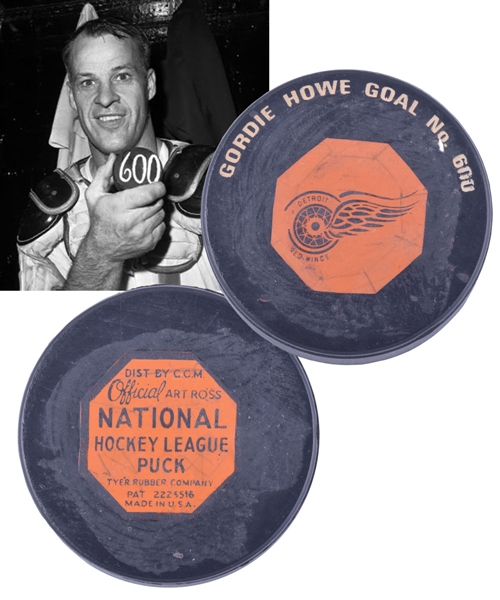 600
GORDIE HOWE GOAL No. 600
DETROIT
RED WINGS
DIST BY C.C.M.
Official ART ROSS
NATIONAL
HOCKEY LEAGUE
PUCK
TYER RUBBER COMPANY
PAT 2226516
MADE IN U.S.A.